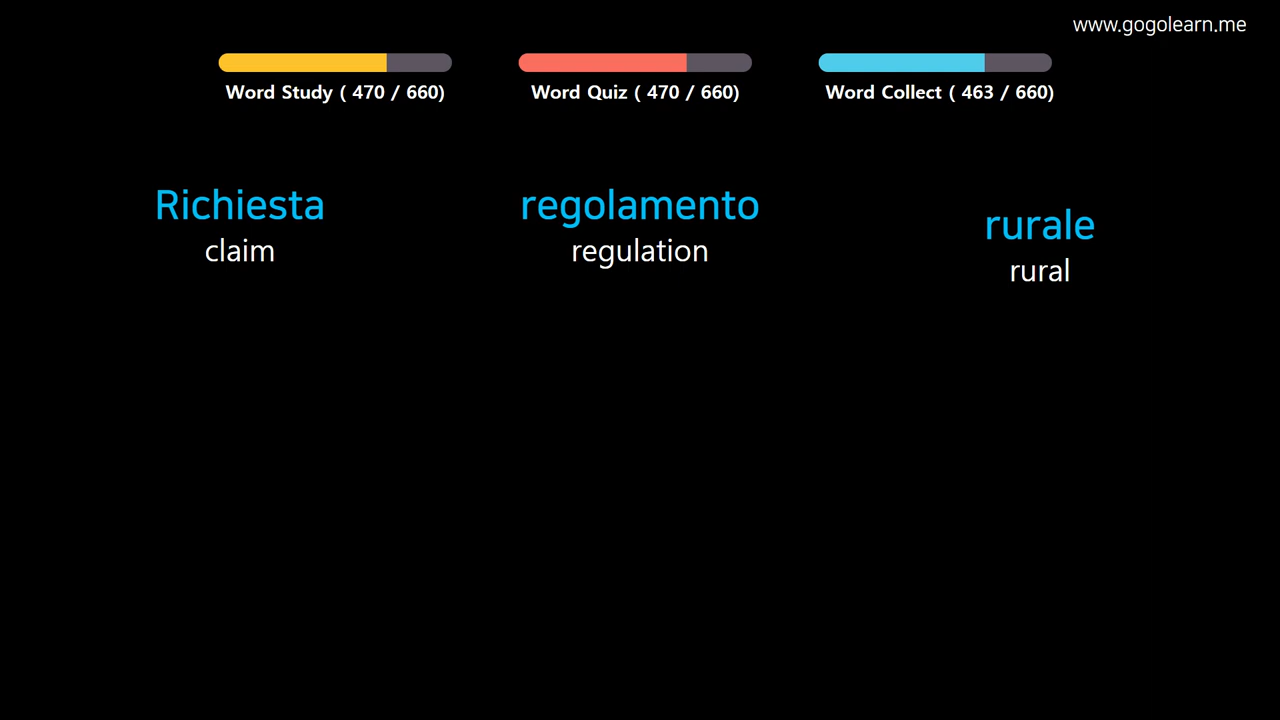 www.gogolearn.me
Word Study ( 470 / 660)
Word Quiz ( 470 / 660)
Word Collect ( 463 / 660)
Richiesta
claim
regolamento
regulation
rurale
rural